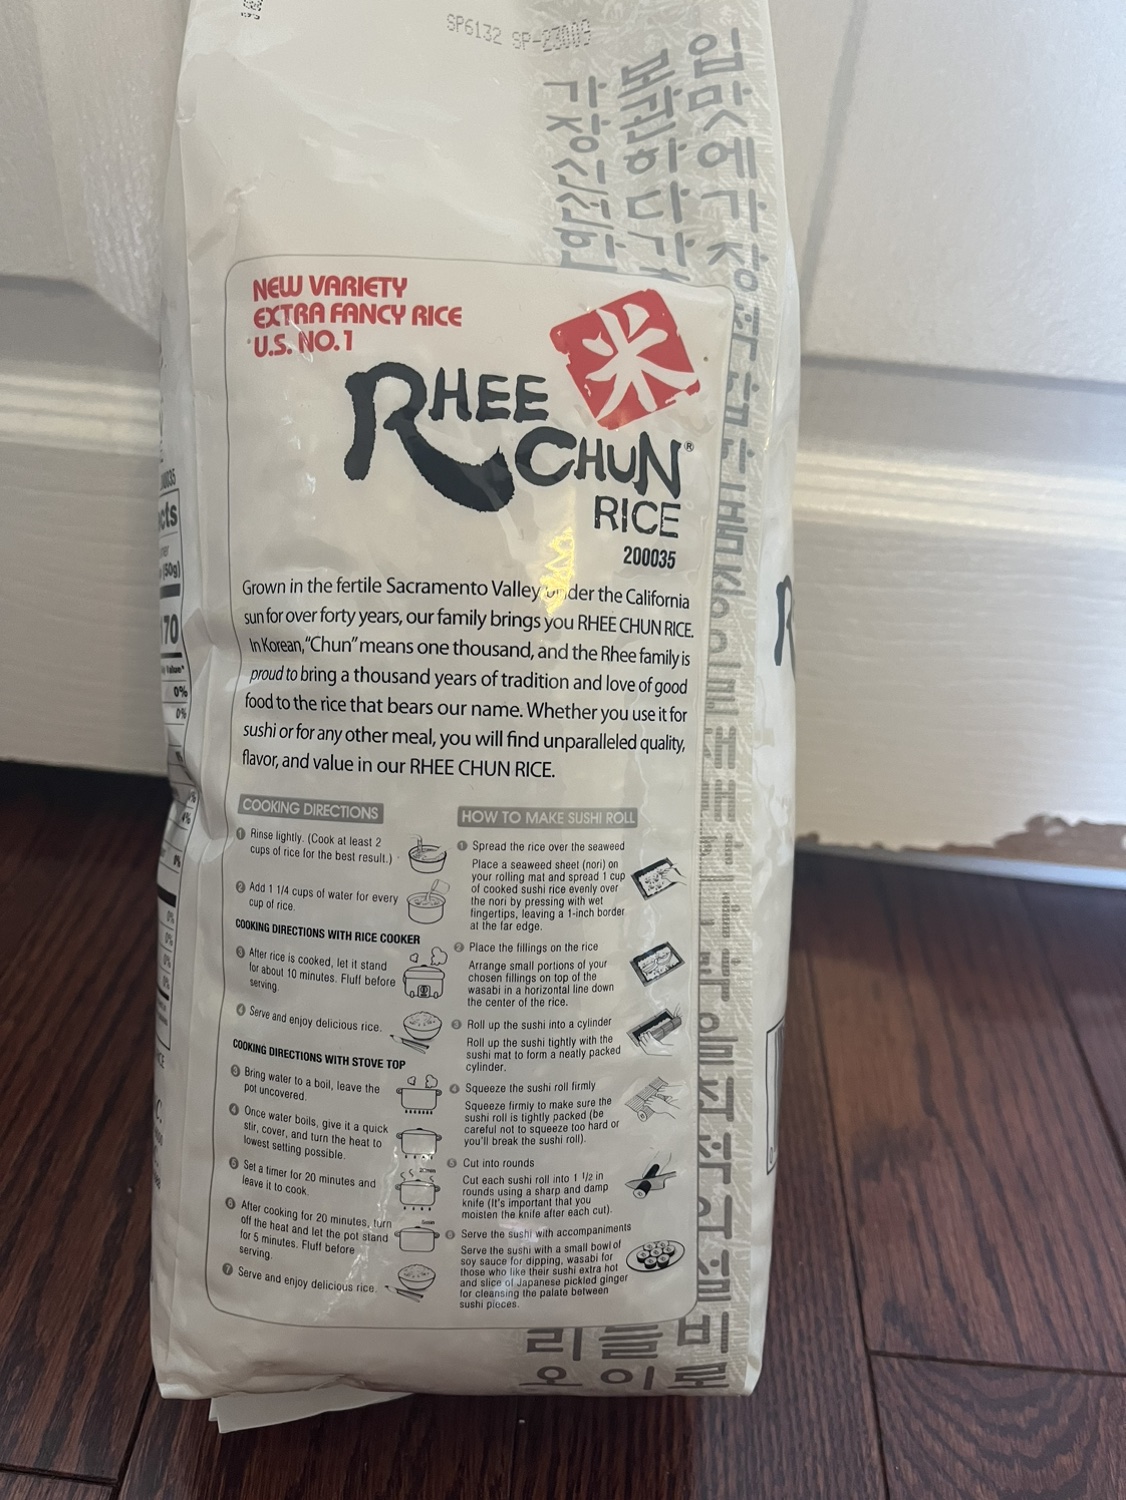 SP6132 SP-23009
NEW VARIETY
EXTRA FANCY RICE
U.S. NO.1
米
RHEE
CHUN®
RICE
200035
Grown in the fertile Sacramento Valley under the California
sun for over forty years, our family brings you RHEE CHUN RICE.
In Korean, "Chun" means one thousand, and the Rhee family is
proud to bring a thousand years of tradition and love of good
food to the rice that bears our name. Whether you use it for
sushi or for any other meal, you will find unparalleled quality,
flavor, and value in our RHEE CHUN RICE.
COOKING DIRECTIONS
1 Rinse lightly. (Cook at least 2
cups of rice for the best result.)
2 Add 1 1/4 cups of water for every
cup of rice.
COOKING DIRECTIONS WITH RICE COOKER
3 After rice is cooked, let it stand
for about 10 minutes. Fluff before
serving.
4 Serve and enjoy delicious rice.
COOKING DIRECTIONS WITH STOVE TOP
3 Bring water to a boil, leave the
pot uncovered.
4 Once water boils, give it a quick
stir, cover, and turn the heat to
lowest setting possible.
5 Set a timer for 20 minutes and
leave it to cook.
6 After cooking for 20 minutes, turn
off the heat and let the pot stand
for 5 minutes. Fluff before
serving.
7 Serve and enjoy delicious rice.
HOW TO MAKE SUSHI ROLL
1 Spread the rice over the seaweed
Place a seaweed sheet (nori) on
your rolling mat and spread 1 cup
of cooked sushi rice evenly over
the nori by pressing with wet
fingertips, leaving a 1-inch border
at the far edge.
2 Place the fillings on the rice
Arrange small portions of your
chosen fillings on top of the
wasabi in a horizontal line down
the center of the rice.
3 Roll up the sushi into a cylinder
Roll up the sushi tightly with the
sushi mat to form a neatly packed
cylinder.
4 Squeeze the sushi roll firmly
Squeeze firmly to make sure the
sushi roll is tightly packed (be
careful not to squeeze too hard or
you'll break the sushi roll).
5 Cut into rounds
Cut each sushi roll into 1 1/2 in
rounds using a sharp and damp
knife (It's important that you
moisten the knife after each cut).
6 Serve the sushi with accompaniments
Serve the sushi with a small bowl of
soy sauce for dipping, wasabi for
those who like their sushi extra hot
and slice of Japanese pickled ginger
for cleansing the palate between
sushi pieces.
(50g)
70
0%
0%